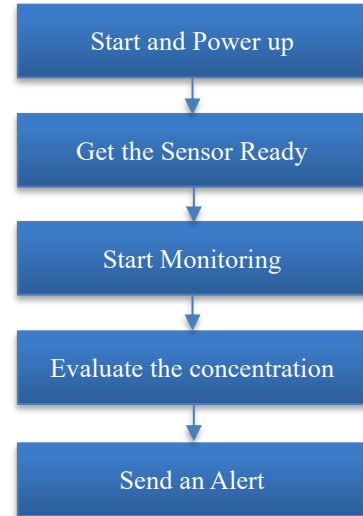 Start and Power up
Get the Sensor Ready
Start Monitoring
Evaluate the concentration
Send an Alert